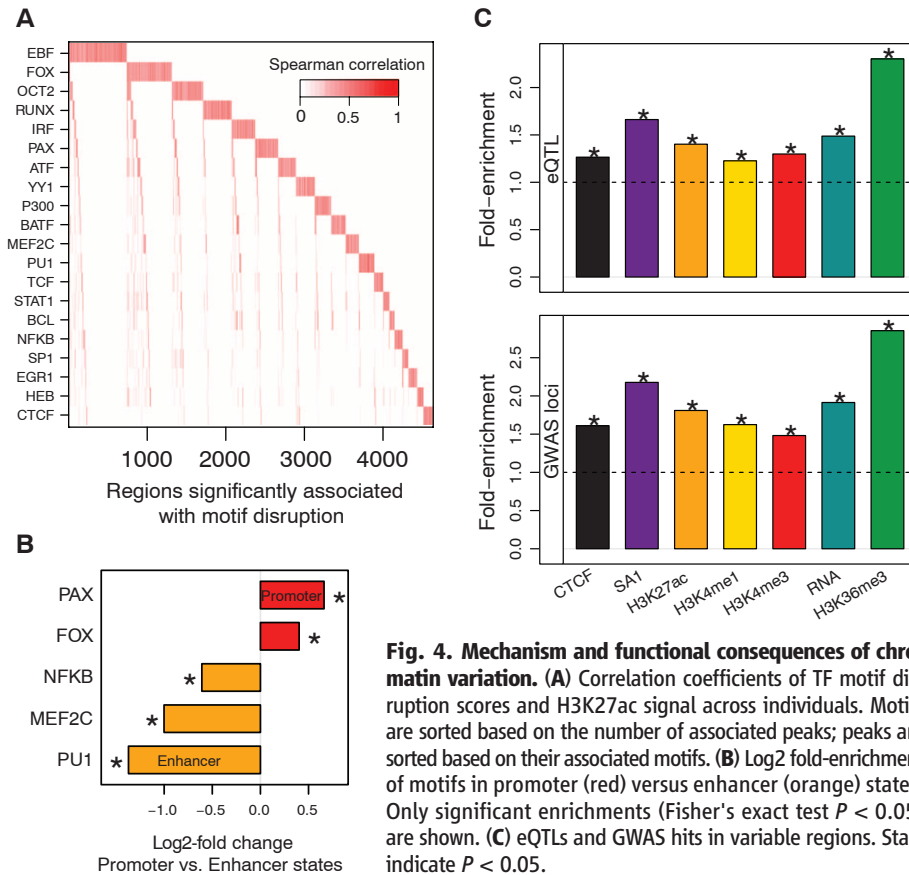 A
EBF
FOX
OCT2
RUNX
IRF
PAX
ATF
YY1
P300
BATF
MEF2C
PU1
TCF
STAT1
BCL
NFKB
SP1
EGR1
HEB
CTCF
Spearman correlation
0 0.5 1
1000 2000 3000 4000
Regions significantly associated
with motif disruption
B
PAX
FOX
NFKB
MEF2C
PU1
Promoter
*
*
*
*
*
Enhancer
−1.0 0.0 0.5
Log2-fold change
Promoter vs. Enhancer states
C
Fold−enrichment
eQTL
0.0 0.5 1.0 1.5 2.0
* * * * * * *
Fold−enrichment
GWAS loci
0.0 0.5 1.0 1.5 2.0 2.5
* * * * * * *
CTCF
SA1
H3K27ac
H3K4me1
H3K4me3
RNA
H3K36me3
Fig. 4. Mechanism and functional consequences of chro
matin variation. (A) Correlation coefficients of TF motif dis
ruption scores and H3K27ac signal across individuals. Motif
are sorted based on the number of associated peaks; peaks ar
sorted based on their associated motifs. (B) Log2 fold-enrichmen
of motifs in promoter (red) versus enhancer (orange) state
Only significant enrichments (Fisher's exact test P < 0.05
are shown. (C) eQTLs and GWAS hits in variable regions. Sta
indicate P < 0.05.